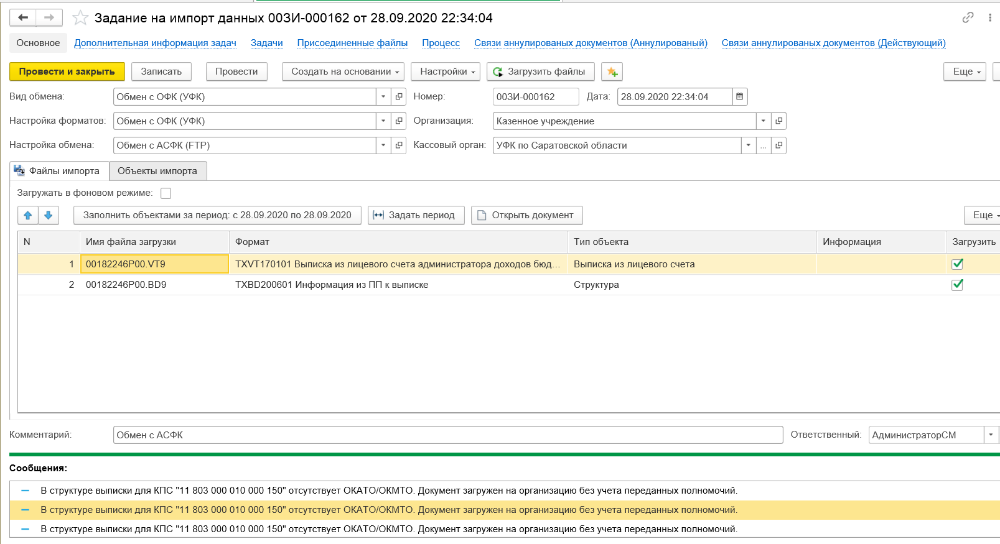 Задание на импорт данных 00ЗИ-000162 от 28.09.2020 22:34:04
Основное Дополнительная информация задач Задачи Присоединенные файлы Процесс Связи аннулированых документов (Аннулированый) Связи аннулированых документов (Действующий)
Провести и закрыть Записать Провести Создать на основании Настройки Загрузить файлы Еще
Вид обмена: Обмен с ОФК (УФК) Номер: 00ЗИ-000162 Дата: 28.09.2020 22:34:04
Настройка форматов: Обмен с ОФК (УФК) Организация: Казенное учреждение
Настройка обмена: Обмен с АСФК (FTP) Кассовый орган: УФК по Саратовской области ...
Файлы импорта Объекты импорта
Загружать в фоновом режиме:
Заполнить объектами за период: с 28.09.2020 по 28.09.2020 Задать период Открыть документ Еще
N Имя файла загрузки Формат Тип объекта Информация Загрузить
1 00182246P00.VT9 TXVT170101 Выписка из лицевого счета администратора доходов бюд... Выписка из лицевого счета
2 00182246P00.BD9 TXBD200601 Информация из ПП к выписке Структура
Комментарий: Обмен с АСФК Ответственный: АдминистраторСМ
Сообщения:
В структуре выписки для КПС "11 803 000 010 000 150" отсутствует ОКАТО/ОКМТО. Документ загружен на организацию без учета переданных полномочий.
В структуре выписки для КПС "11 803 000 010 000 150" отсутствует ОКАТО/ОКМТО. Документ загружен на организацию без учета переданных полномочий.
В структуре выписки для КПС "11 803 000 010 000 150" отсутствует ОКАТО/ОКМТО. Документ загружен на организацию без учета переданных полномочий.